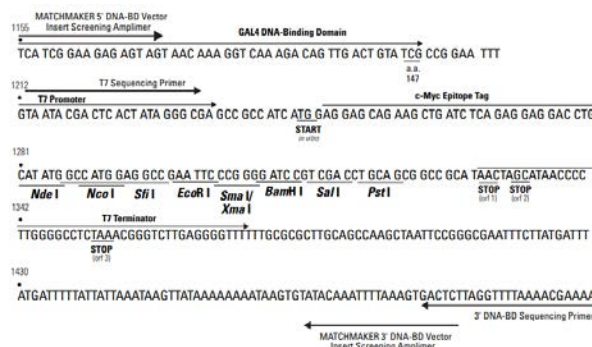 1155
MATCHMAKER 5' DNA-BD Vector
Insert Screening Amplimer
GAL4 DNA-Binding Domain
TCA TCG GAA GAG AGT AGT AAC AAA GGT CAA AGA CAG TTG ACT GTA TCG CCG GAA TTT
a.a.
147
1212
T7 Sequencing Primer
T7 Promoter
c-Myc Epitope Tag
GTA ATA CGA CTC ACT ATA GGG CGA GCC GCC ATC ATG GAG GAG CAG AAG CTG ATC TCA GAG GAG GAC CTG
START
in vitro
1281
CAT ATG GCC ATG GAG GCC GAA TTC CCG GGG ATC CGT CGA CCT GCA GCG GCC GCA TAACTAGCATAACCCC
Nde I Nco I Sfi I EcoR I Sma I/ BamH I Sal I Pst I STOP STOP
Xma I (orf 1) (orf 2)
1342
T7 Terminator
TTGGGGCCTCTAAACGGGTCTTGAGGGGTTTTTTGCGCGCTTGCAGCCAAGCTAATTCCGGGCGAATTTCTTATGATTT
STOP
(orf 3)
1430
ATGATTTTTATTATTAAATAAGTTATAAAAAAAATAAGTGTATACAAATTTTAAAGTGACTCTTAGGTTTTAAAACGAAAA
3' DNA-BD Sequencing Primer
MATCHMAKER 3' DNA-BD Vector
Insert Screening Amplimer